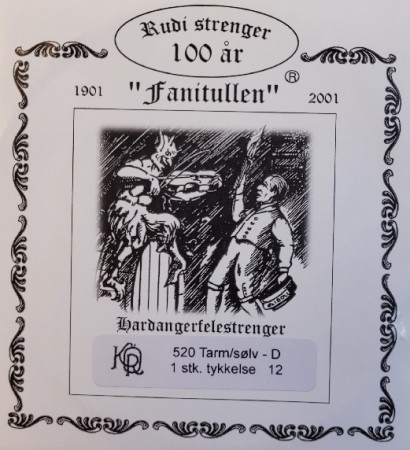 Rudi strenger
100 år
1901 "Fanitullen" ® 2001
Hardangerfelestrenger
520 Tarm/sølv - D
1 stk. tykkelse 12